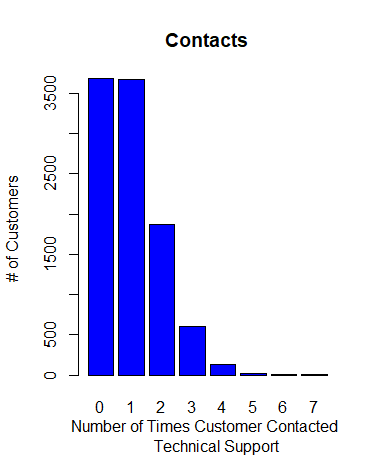 Contacts
# of Customers
3500
1500
500
0
0 1 2 3 4 5 6 7
Number of Times Customer Contacted
Technical Support